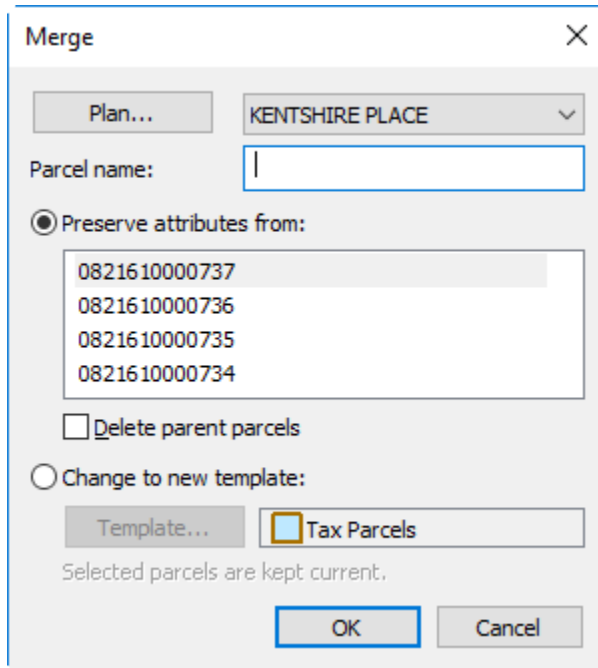 Merge
Plan... KENTSHIRE PLACE
Parcel name:
Preserve attributes from:
0821610000737
0821610000736
0821610000735
0821610000734
Delete parent parcels
Change to new template:
Template... Tax Parcels
Selected parcels are kept current.
OK Cancel